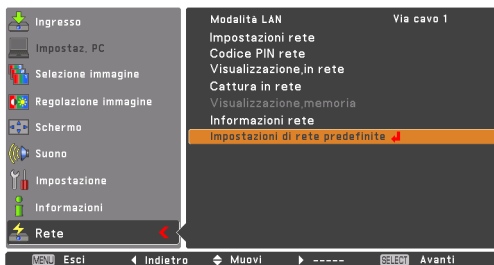 Ingresso
Impostaz. PC
Selezione immagine
Regolazione immagine
Schermo
Suono
Impostazione
Informazioni
Rete
Modalità LAN Via cavo 1
Impostazioni rete
Codice PIN rete
Visualizzazione,in rete
Cattura in rete
Visualizzazione,memoria
Informazioni rete
Impostazioni di rete predefinite
MENU Esci Indietro Muovi ----- SELECT Avanti